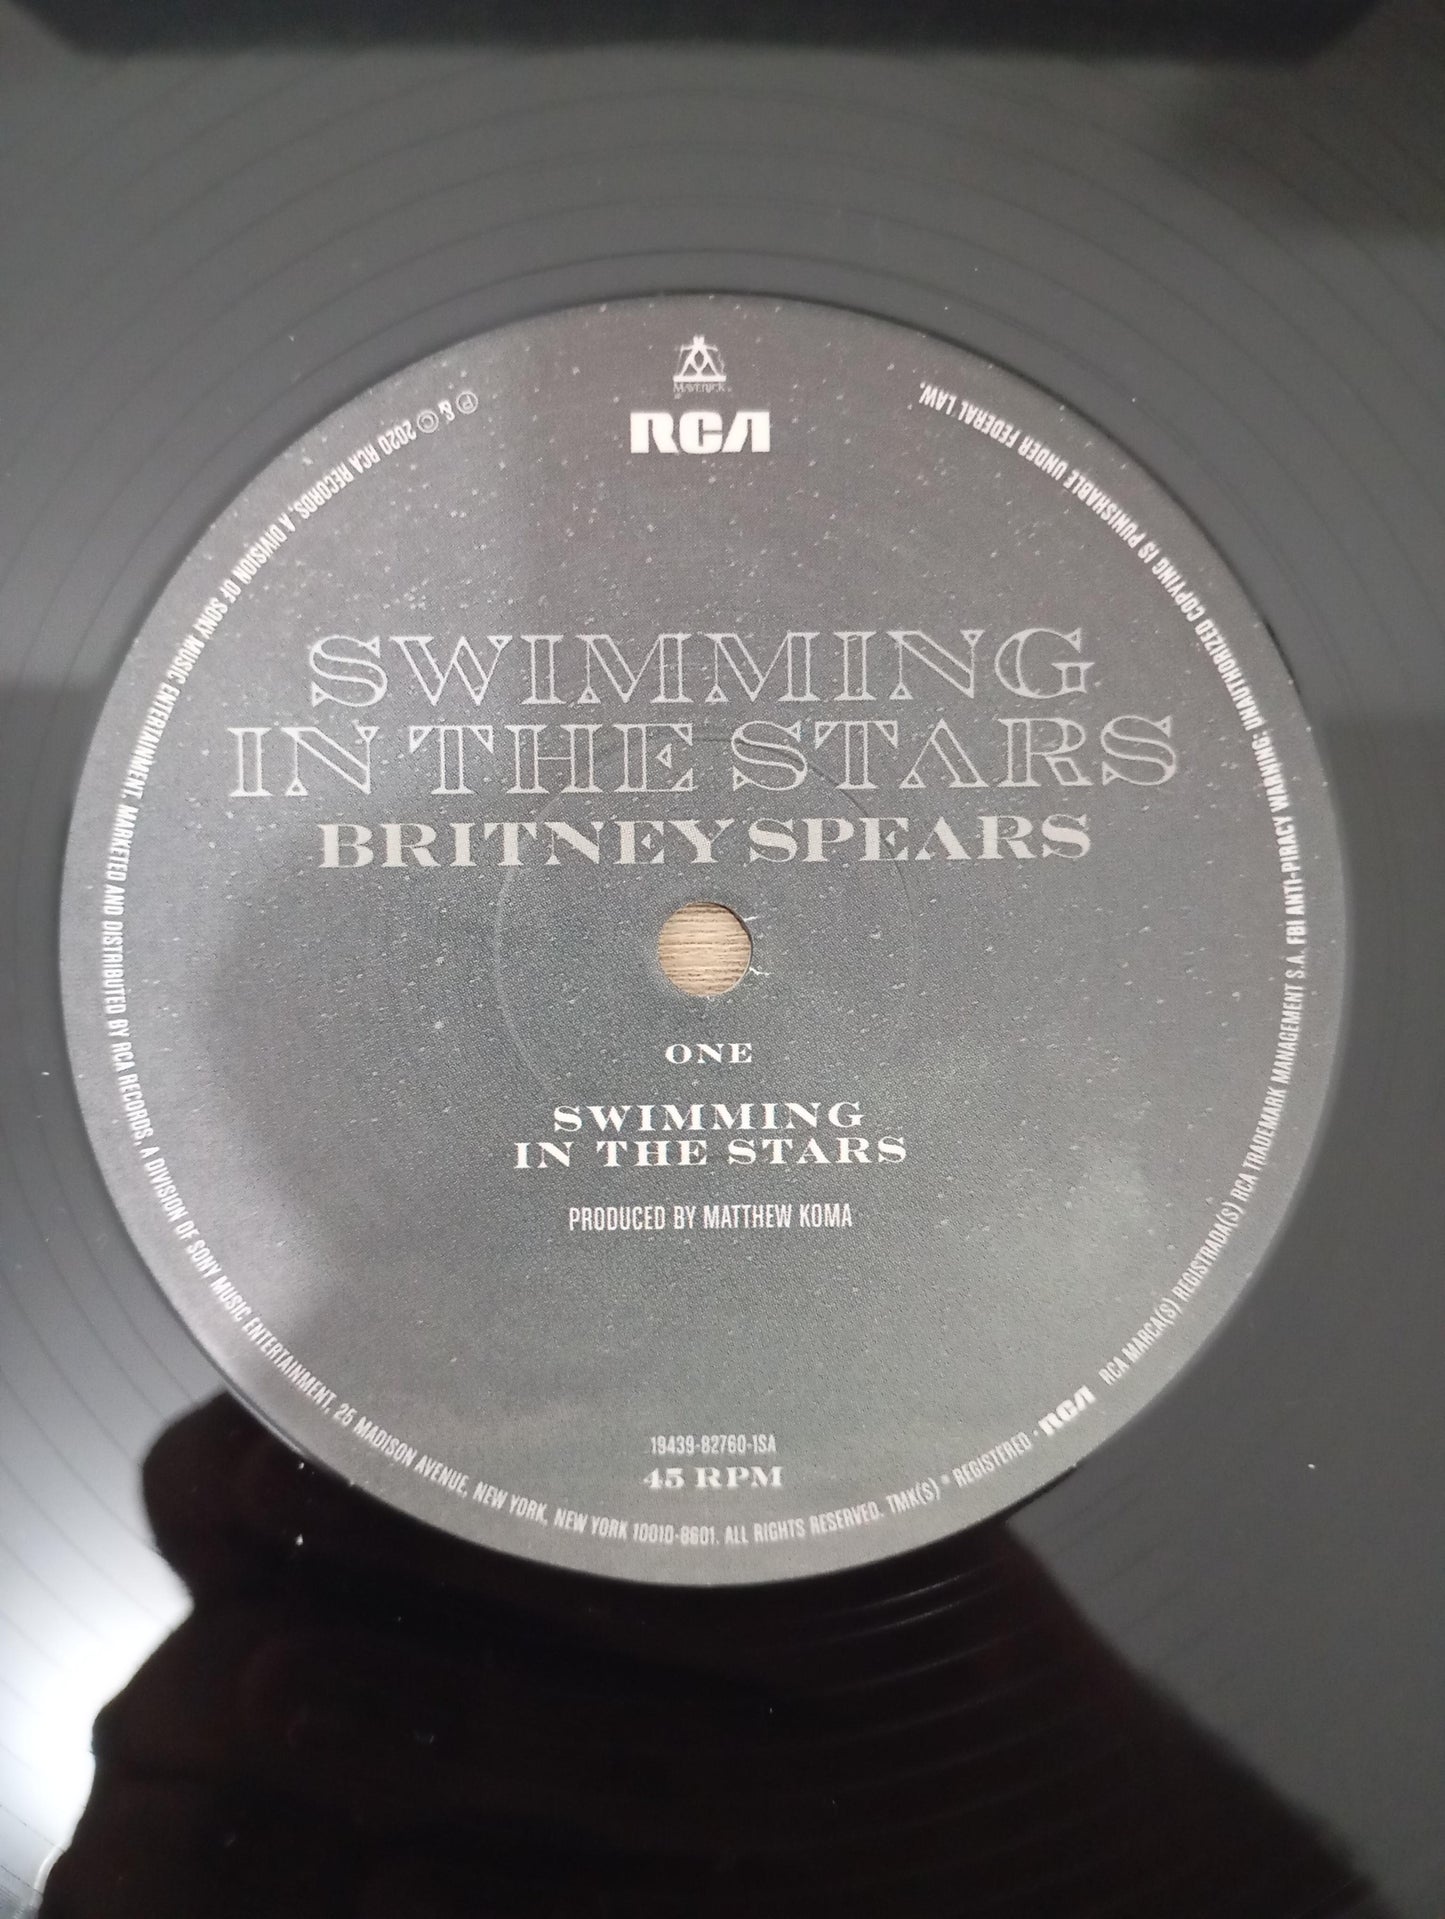 MAVERICK
RCA
SWIMMING
IN THE STARS
BRITNEY SPEARS
ONE
SWIMMING
IN THE STARS
PRODUCED BY MATTHEW KOMA
19439-82760-1SA
45 RPM
℗ & © 2020 RCA RECORDS, A DIVISION OF SONY MUSIC ENTERTAINMENT. MARKETED AND DISTRIBUTED BY RCA RECORDS, A DIVISION OF SONY MUSIC ENTERTAINMENT, 25 MADISON AVENUE, NEW YORK, NEW YORK 10010-8601. ALL RIGHTS RESERVED. TMK(S) ® REGISTERED • RCA RCA MARCA(S) REGISTRADA(S) RCA TRADEMARK MANAGEMENT S.A. FBI ANTI-PIRACY WARNING: UNAUTHORIZED COPYING IS PUNISHABLE UNDER FEDERAL LAW.